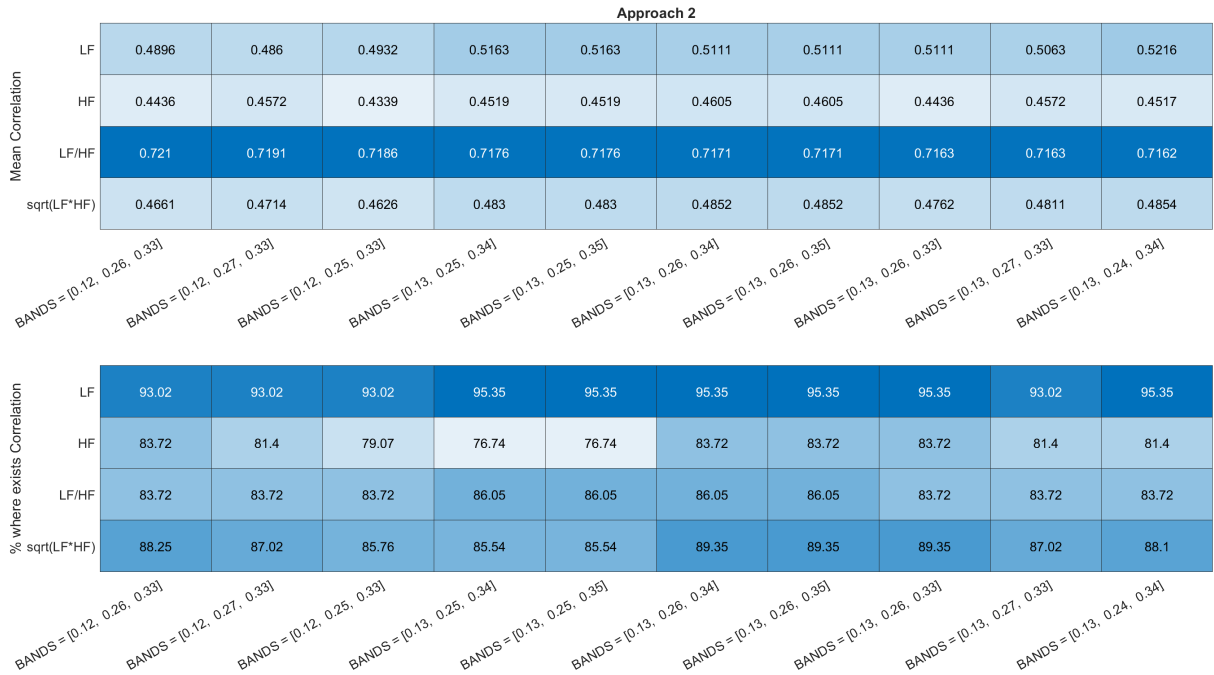 Approach 2
Mean Correlation
LF 0.4896 0.486 0.4932 0.5163 0.5163 0.5111 0.5111 0.5111 0.5063 0.5216
HF 0.4436 0.4572 0.4339 0.4519 0.4519 0.4605 0.4605 0.4436 0.4572 0.4517
LF/HF 0.721 0.7191 0.7186 0.7176 0.7176 0.7171 0.7171 0.7163 0.7163 0.7162
sqrt(LF*HF) 0.4661 0.4714 0.4626 0.483 0.483 0.4852 0.4852 0.4762 0.4811 0.4854
BANDS = [0.12, 0.26, 0.33]
BANDS = [0.12, 0.27, 0.33]
BANDS = [0.12, 0.25, 0.33]
BANDS = [0.13, 0.25, 0.34]
BANDS = [0.13, 0.25, 0.35]
BANDS = [0.13, 0.26, 0.34]
BANDS = [0.13, 0.26, 0.35]
BANDS = [0.13, 0.26, 0.33]
BANDS = [0.13, 0.27, 0.33]
BANDS = [0.13, 0.24, 0.34]
% where exists Correlation
LF 93.02 93.02 93.02 95.35 95.35 95.35 95.35 95.35 93.02 95.35
HF 83.72 81.4 79.07 76.74 76.74 83.72 83.72 83.72 81.4 81.4
LF/HF 83.72 83.72 83.72 86.05 86.05 86.05 86.05 83.72 83.72 83.72
sqrt(LF*HF) 88.25 87.02 85.76 85.54 85.54 89.35 89.35 89.35 87.02 88.1
BANDS = [0.12, 0.26, 0.33]
BANDS = [0.12, 0.27, 0.33]
BANDS = [0.12, 0.25, 0.33]
BANDS = [0.13, 0.25, 0.34]
BANDS = [0.13, 0.25, 0.35]
BANDS = [0.13, 0.26, 0.34]
BANDS = [0.13, 0.26, 0.35]
BANDS = [0.13, 0.26, 0.33]
BANDS = [0.13, 0.27, 0.33]
BANDS = [0.13, 0.24, 0.34]